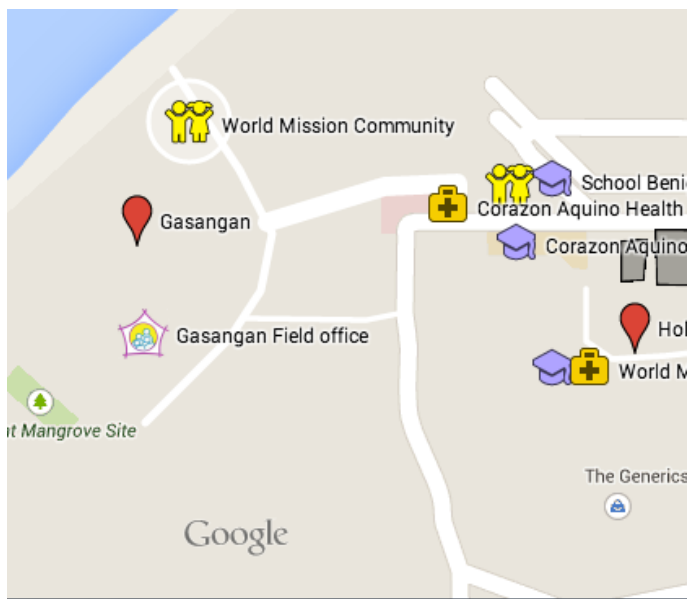 World Mission Community
School Beni
Corazon Aquino Health
Gasangan
Corazon Aquino
Hol
Gasangan Field office
World M
nt Mangrove Site
The Generics
Google